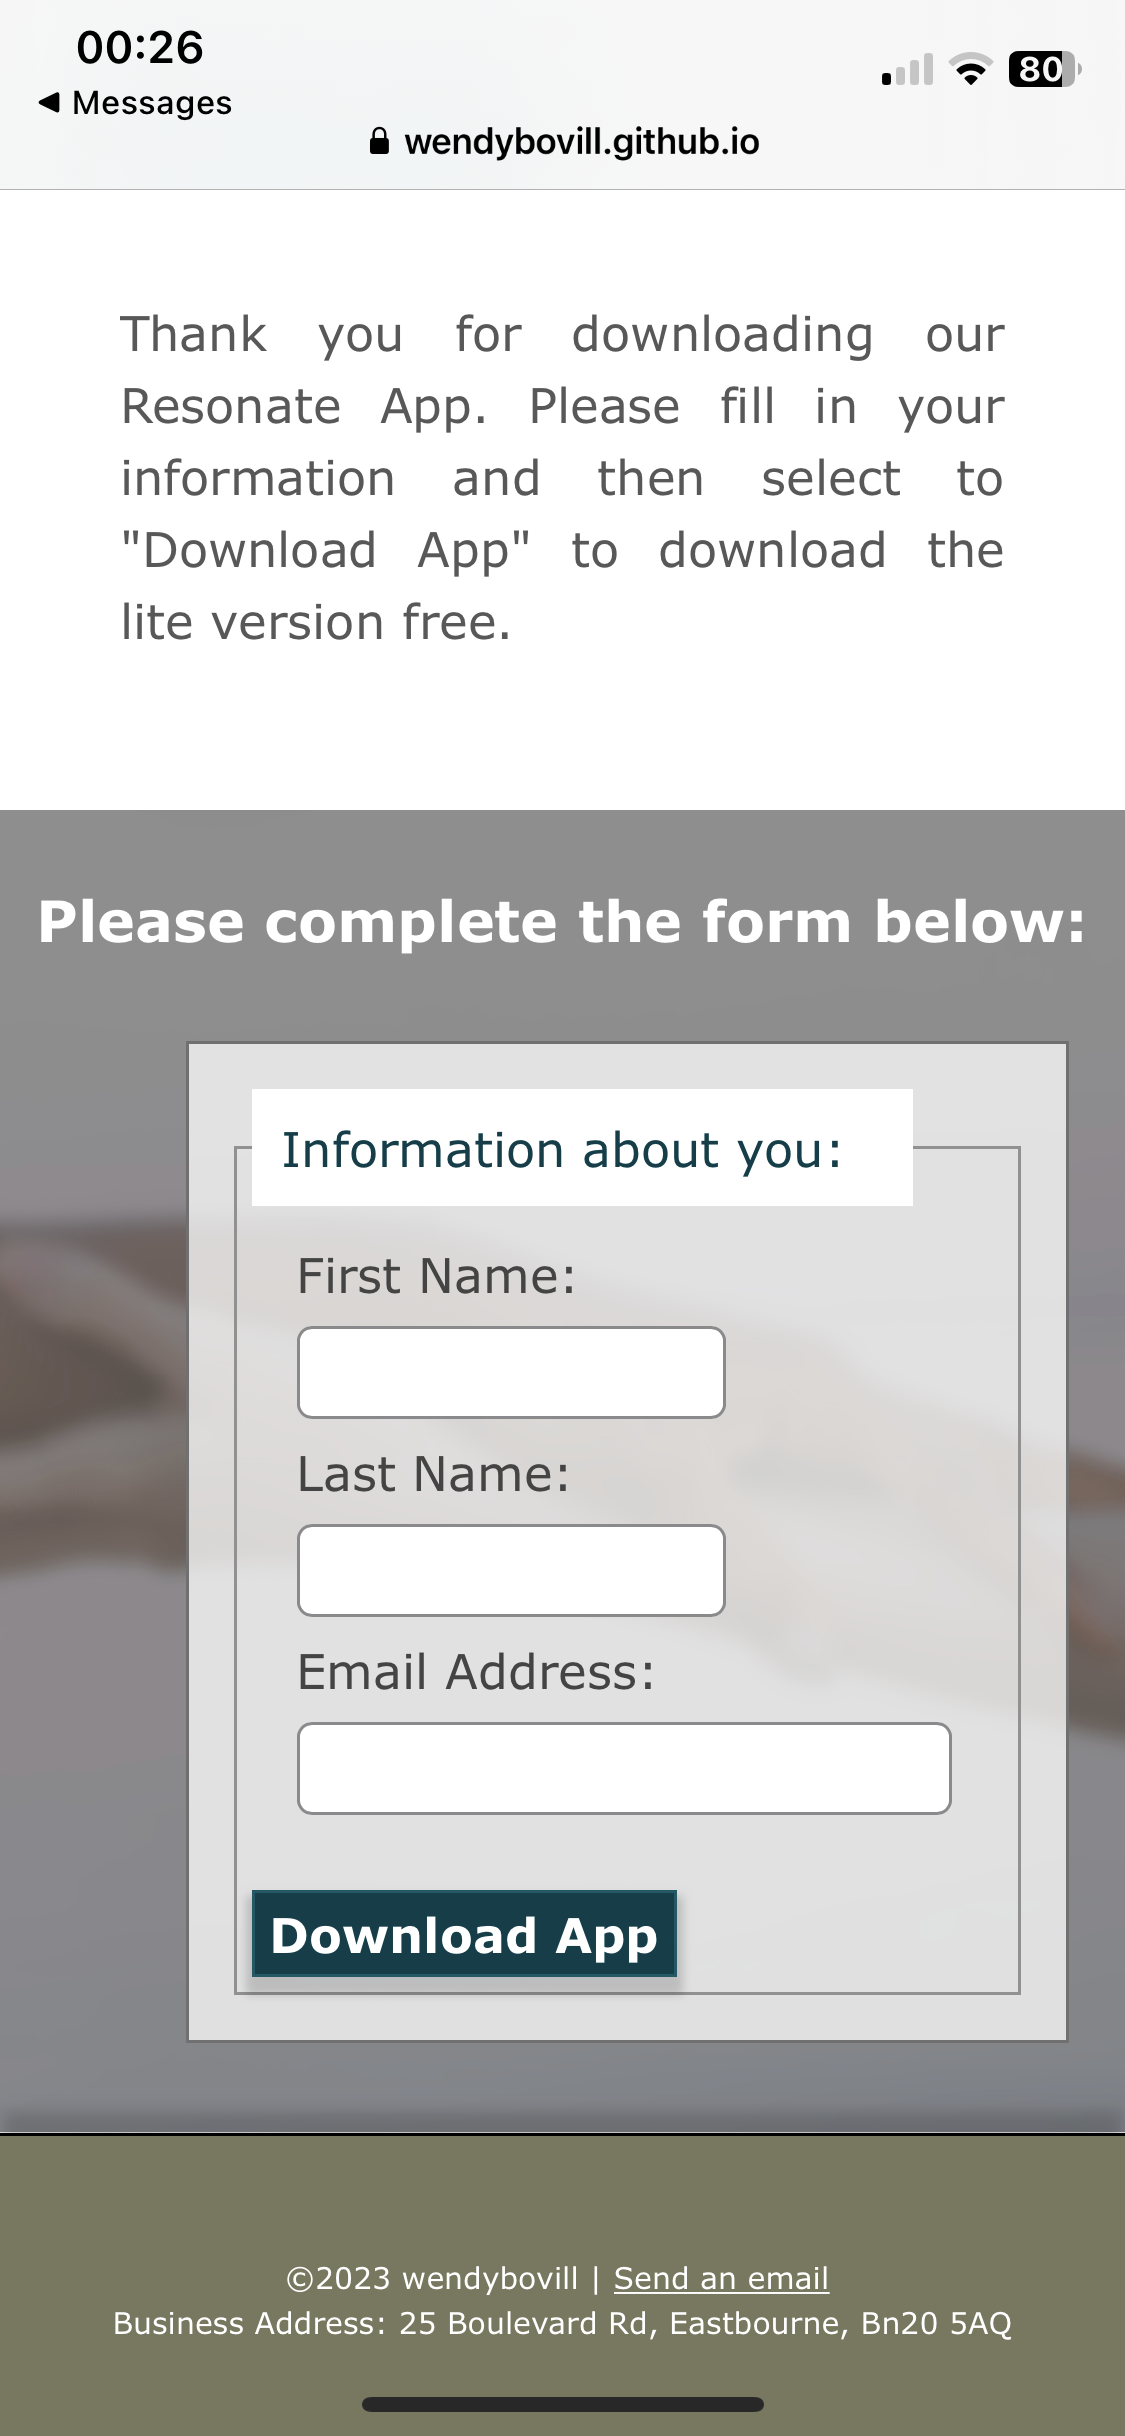 00:26
80
Messages
wendybovill.github.io
Thank you for downloading our
Resonate App. Please fill in your
information and then select to
"Download App" to download the
lite version free.
Please complete the form below:
Information about you:
First Name:
Last Name:
Email Address:
Download App
©2023 wendybovill | Send an email
Business Address: 25 Boulevard Rd, Eastbourne, Bn20 5AQ